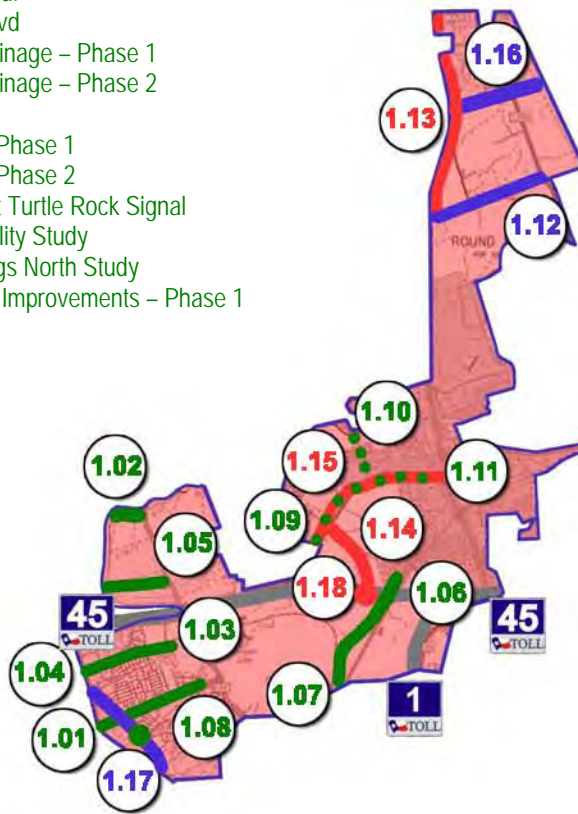 vd
inage – Phase 1
inage – Phase 2
Phase 1
Phase 2
t Turtle Rock Signal
ility Study
gs North Study
Improvements – Phase 1
1.16
1.13
1.12
ROUND
1.10
1.02
1.15
1.11
1.09
1.05
1.14
1.18
1.06
45
TOLL
1.03
45
TOLL
1.04
1.07
1
TOLL
1.01
1.08
1.17